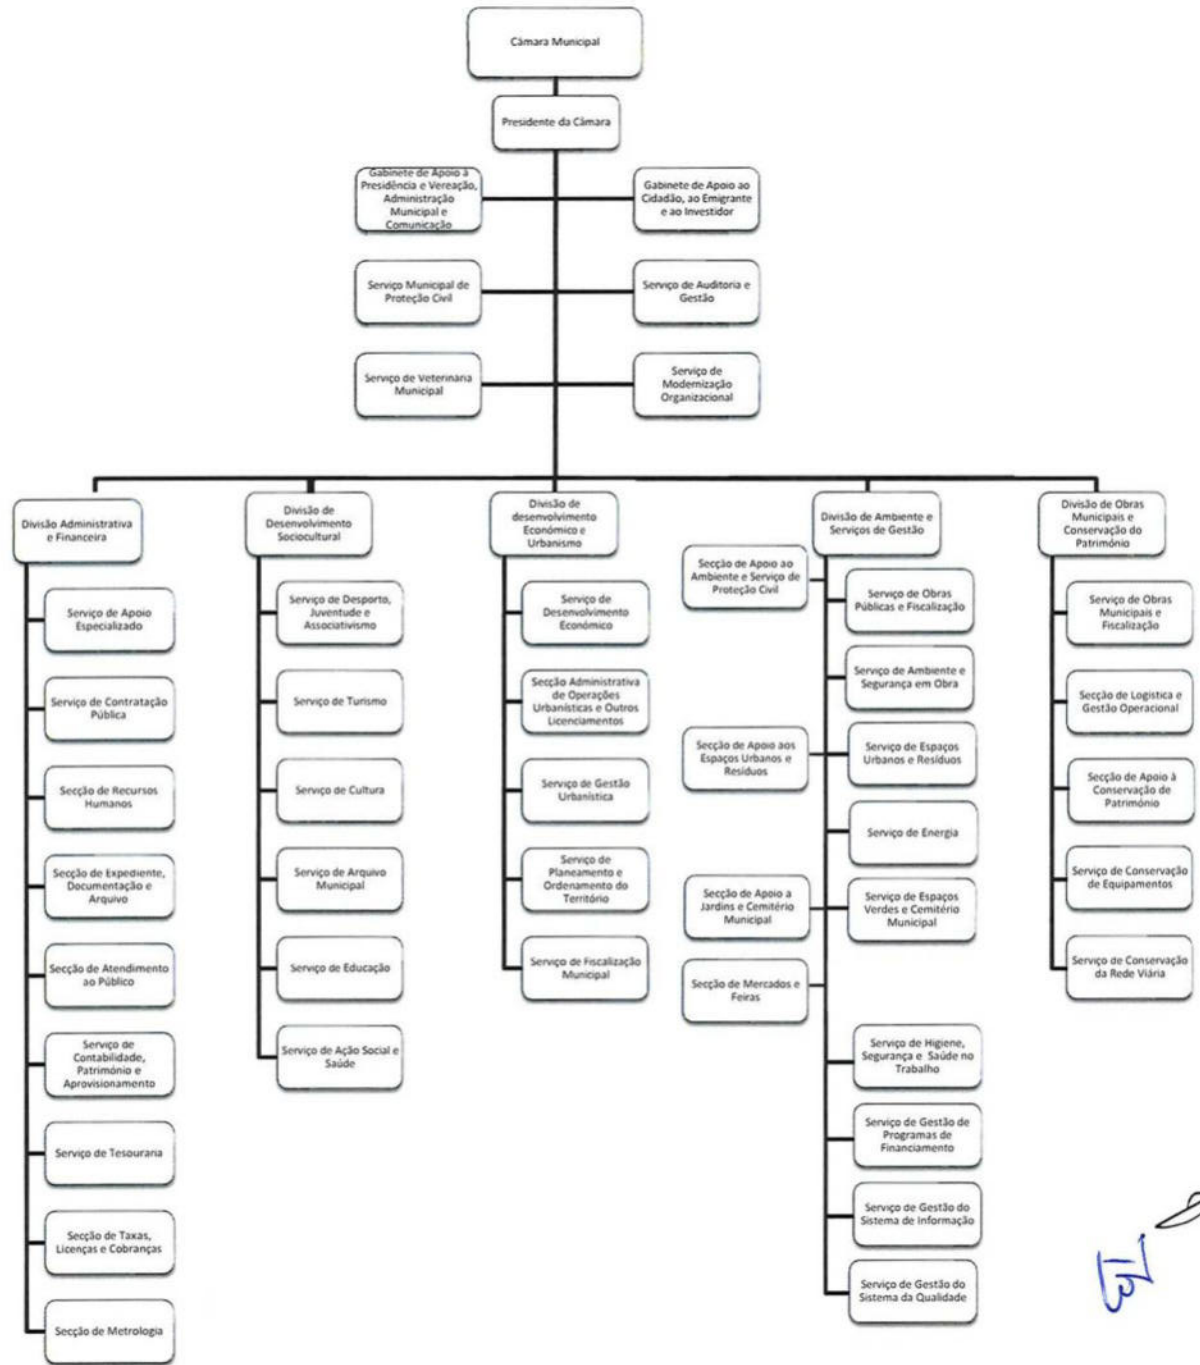 Câmara Municipal
Presidente da Câmara
Gabinete de Apoio à
Presidência e Vereação,
Administração
Municipal e
Comunicação
Gabinete de Apoio ao
Cidadão, ao Emigrante
e ao Investidor
Serviço Municipal de
Proteção Civil
Serviço de Auditoria e
Gestão
Serviço de Veterinaria
Municipal
Serviço de
Modernização
Organizacional
Divisão Administrativa
e Financeira
Serviço de Apoio
Especializado
Serviço de Contratação
Pública
Secção de Recursos
Humanos
Secção de Expediente,
Documentação e
Arquivo
Secção de Atendimento
ao Público
Serviço de
Contabilidade,
Património e
Aprovisionamento
Serviço de Tesouraria
Secção de Taxas,
Licenças e Cobranças
Secção de Metrologia
Divisão de
Desenvolvimento
Sociocultural
Serviço de Desporto,
Juventude e
Associativismo
Serviço de Turismo
Serviço de Cultura
Serviço de Arquivo
Municipal
Serviço de Educação
Serviço de Ação Social e
Saúde
Divisão de
desenvolvimento
Económico e
Urbanismo
Serviço de
Desenvolvimento
Económico
Secção Administrativa
de Operações
Urbanísticas e Outros
Licenciamentos
Serviço de Gestão
Urbanística
Serviço de
Planeamento e
Ordenamento do
Território
Serviço de Fiscalização
Municipal
Divisão de Ambiente e
Serviços de Gestão
Secção de Apoio ao
Ambiente e Serviço de
Proteção Civil
Serviço de Obras
Públicas e Fiscalização
Serviço de Ambiente e
Segurança em Obra
Secção de Apoio aos
Espaços Urbanos e
Resíduos
Serviço de Espaços
Urbanos e Resíduos
Serviço de Energia
Secção de Apoio a
Jardins e Cemitério
Municipal
Serviço de Espaços
Verdes e Cemitério
Municipal
Secção de Mercados e
Feiras
Serviço de Higiene,
Segurança e Saúde no
Trabalho
Serviço de Gestão de
Programas de
Financiamento
Serviço de Gestão do
Sistema de Informação
Serviço de Gestão do
Sistema da Qualidade
Divisão de Obras
Municipais e
Conservação do
Património
Serviço de Obras
Municipais e
Fiscalização
Secção de Logística e
Gestão Operacional
Secção de Apoio à
Conservação de
Património
Serviço de Conservação
de Equipamentos
Serviço de Conservação
da Rede Viária